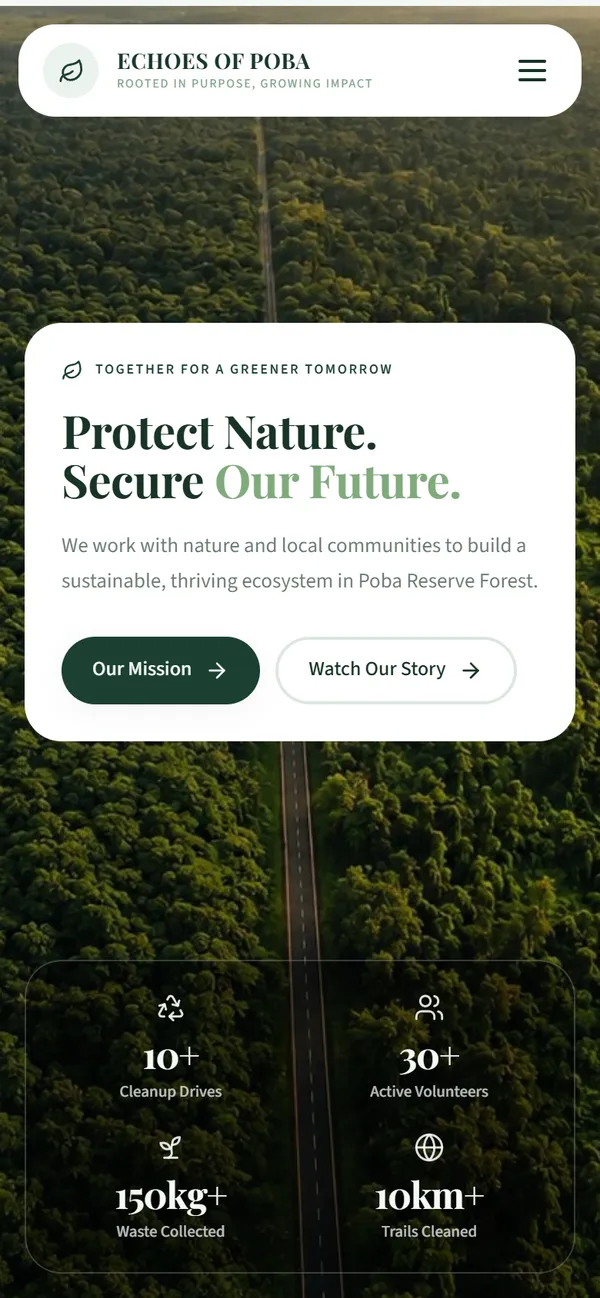 ECHOES OF POBA
ROOTED IN PURPOSE, GROWING IMPACT
TOGETHER FOR A GREENER TOMORROW
Protect Nature.
Secure Our Future.
We work with nature and local communities to build a
sustainable, thriving ecosystem in Poba Reserve Forest.
Our Mission
Watch Our Story
10+
Cleanup Drives
30+
Active Volunteers
150kg+
Waste Collected
10km+
Trails Cleaned